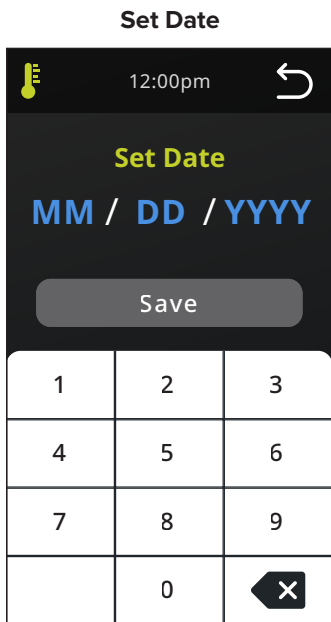 Set Date
12:00pm
Set Date
MM / DD / YYYY
Save
1 2 3
4 5 6
7 8 9
0